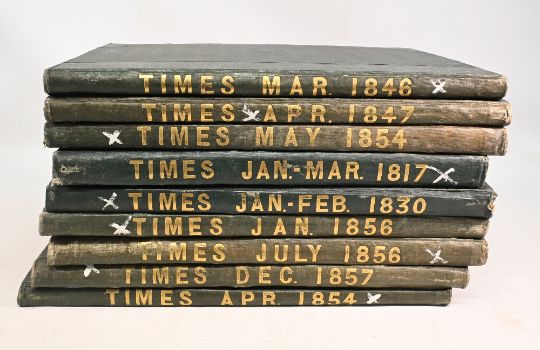 TIMES MAR. 1846
TIMES APR. 1847
TIMES MAY 1854
TIMES JAN.-MAR. 1817
TIMES JAN.-FEB. 1830
TIMES JAN. 1856
TIMES JULY 1856
TIMES DEC. 1857
TIMES APR. 1854